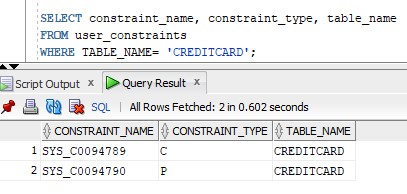 SELECT constraint_name, constraint_type, table_name
FROM user_constraints
WHERE TABLE_NAME= 'CREDITCARD';
Script Output x Query Result x
SQL | All Rows Fetched: 2 in 0.602 seconds
CONSTRAINT_NAME CONSTRAINT_TYPE TABLE_NAME
1 SYS_C0094789 C CREDITCARD
2 SYS_C0094790 P CREDITCARD